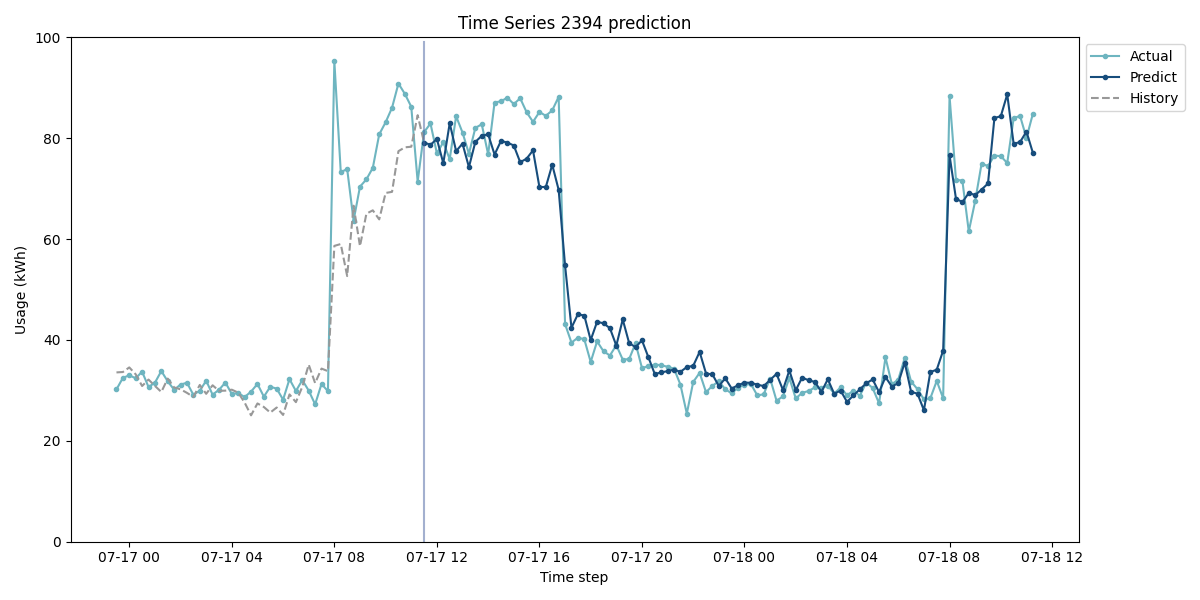 Time Series 2394 prediction
100
80
60
40
20
0
Usage (kWh)
07-17 00
07-17 04
07-17 08
07-17 12
07-17 16
07-17 20
07-18 00
07-18 04
07-18 08
07-18 12
Time step
Actual
Predict
History